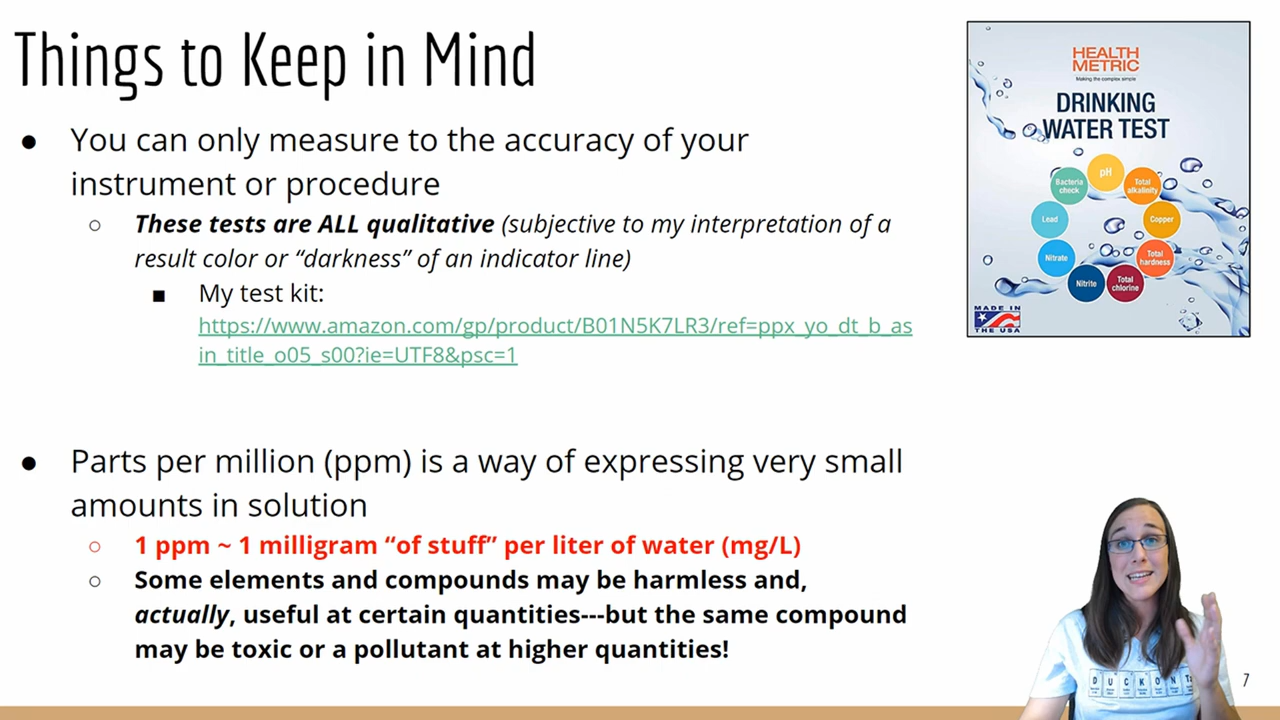 Things to Keep in Mind
● You can only measure to the accuracy of your
instrument or procedure
○ These tests are ALL qualitative (subjective to my interpretation of a
result color or “darkness” of an indicator line)
■ My test kit:
https://www.amazon.com/gp/product/B01N5K7LR3/ref=ppx_yo_dt_b_as
in_title_o05_s00?ie=UTF8&psc=1
● Parts per million (ppm) is a way of expressing very small
amounts in solution
○ 1 ppm ~ 1 milligram “of stuff” per liter of water (mg/L)
○ Some elements and compounds may be harmless and,
actually, useful at certain quantities---but the same compound
may be toxic or a pollutant at higher quantities!
HEALTH
METRIC
Making the complex simple
DRINKING
WATER TEST
pH
Bacteria
check
Total
alkalinity
Lead
Copper
Nitrate
Total
hardness
Nitrite
Total
chlorine
MADE IN
THE USA
D U C K O N T
7